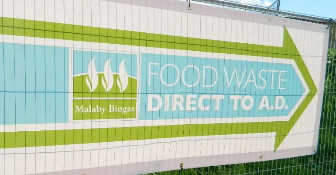 Malaby Biogas
FOOD WASTE
DIRECT TO A.D.